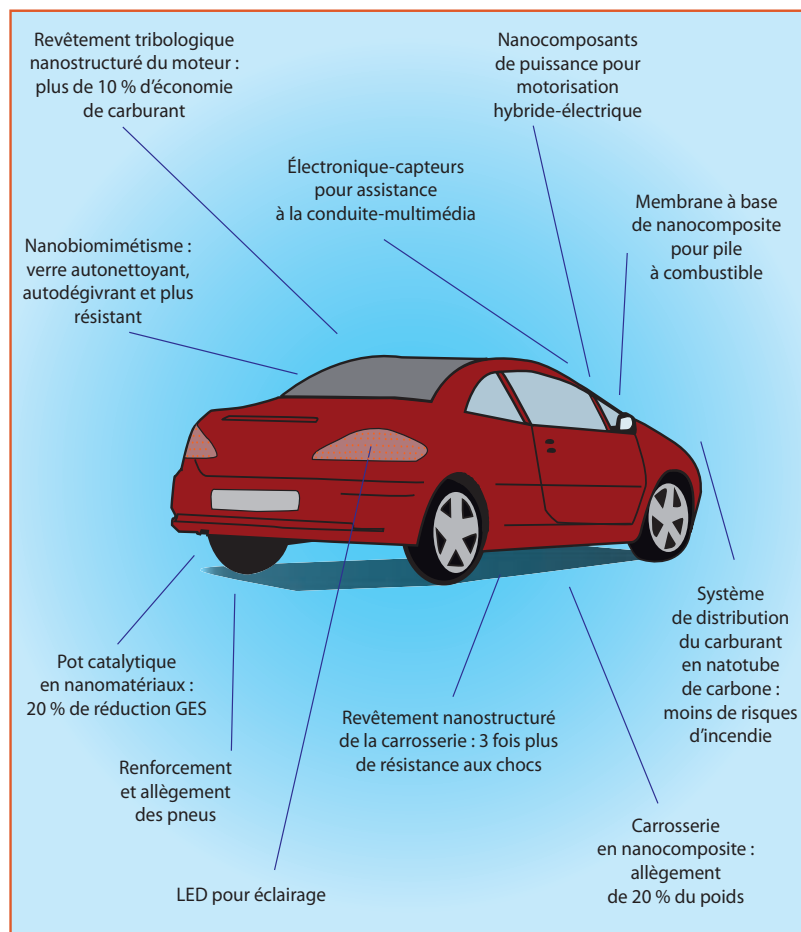 Revêtement tribologique
nanostructuré du moteur :
plus de 10 % d’économie
de carburant
Nanocomposants
de puissance pour
motorisation
hybride-électrique
Électronique-capteurs
pour assistance
à la conduite-multimédia
Membrane à base
de nanocomposite
pour pile
à combustible
Nanobiomimétisme :
verre autonettoyant,
autodégivrant et plus
résistant
Système
de distribution
du carburant
en natotube
de carbone :
moins de risques
d’incendie
Pot catalytique
en nanomatériaux :
20 % de réduction GES
Revêtement nanostructuré
de la carrosserie : 3 fois plus
de résistance aux chocs
Renforcement
et allègement
des pneus
Carrosserie
en nanocomposite :
allègement
de 20 % du poids
LED pour éclairage